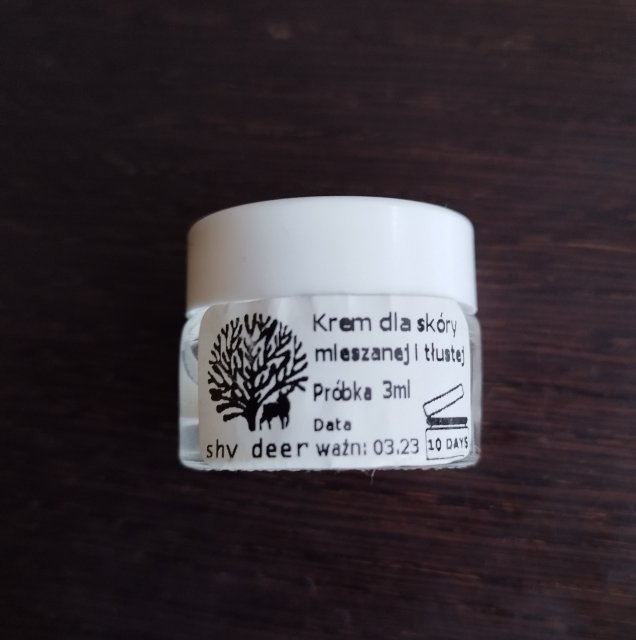 Krem dla skóry
mieszanej i tłustej
Próbka 3ml
Data
ważn: 03.23
10 DAYS
shy deer